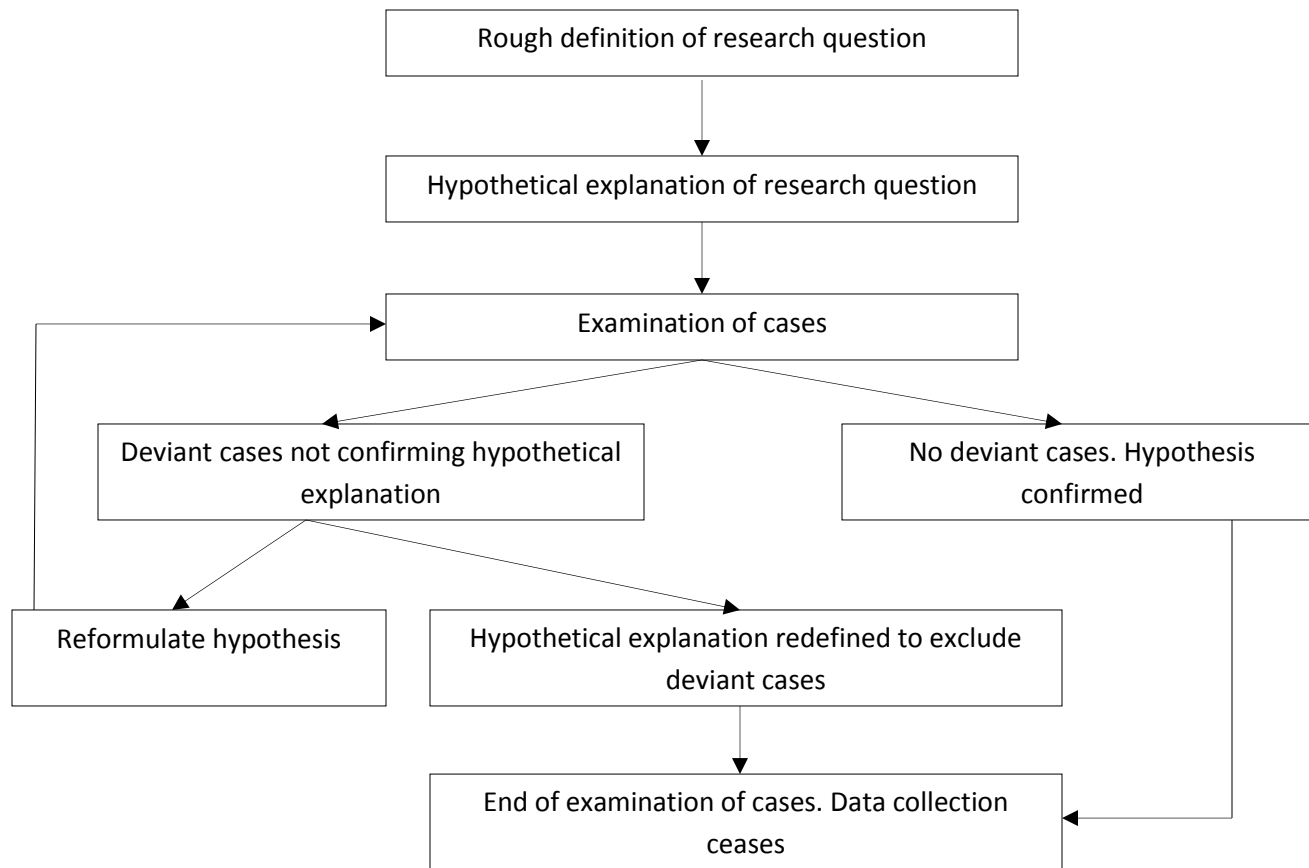 Rough definition of research question
Hypothetical explanation of research question
Examination of cases
Deviant cases not confirming hypothetical
explanation
No deviant cases. Hypothesis
confirmed
Reformulate hypothesis
Hypothetical explanation redefined to exclude
deviant cases
End of examination of cases. Data collection
ceases